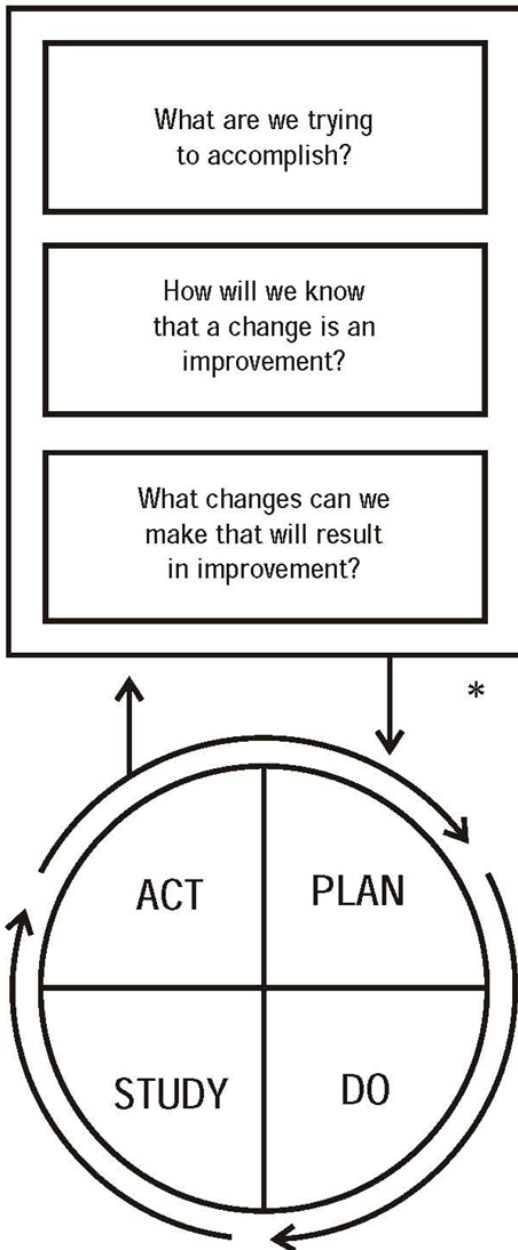 What are we trying
to accomplish?
How will we know
that a change is an
improvement?
What changes can we
make that will result
in improvement?
*
ACT
PLAN
STUDY
DO